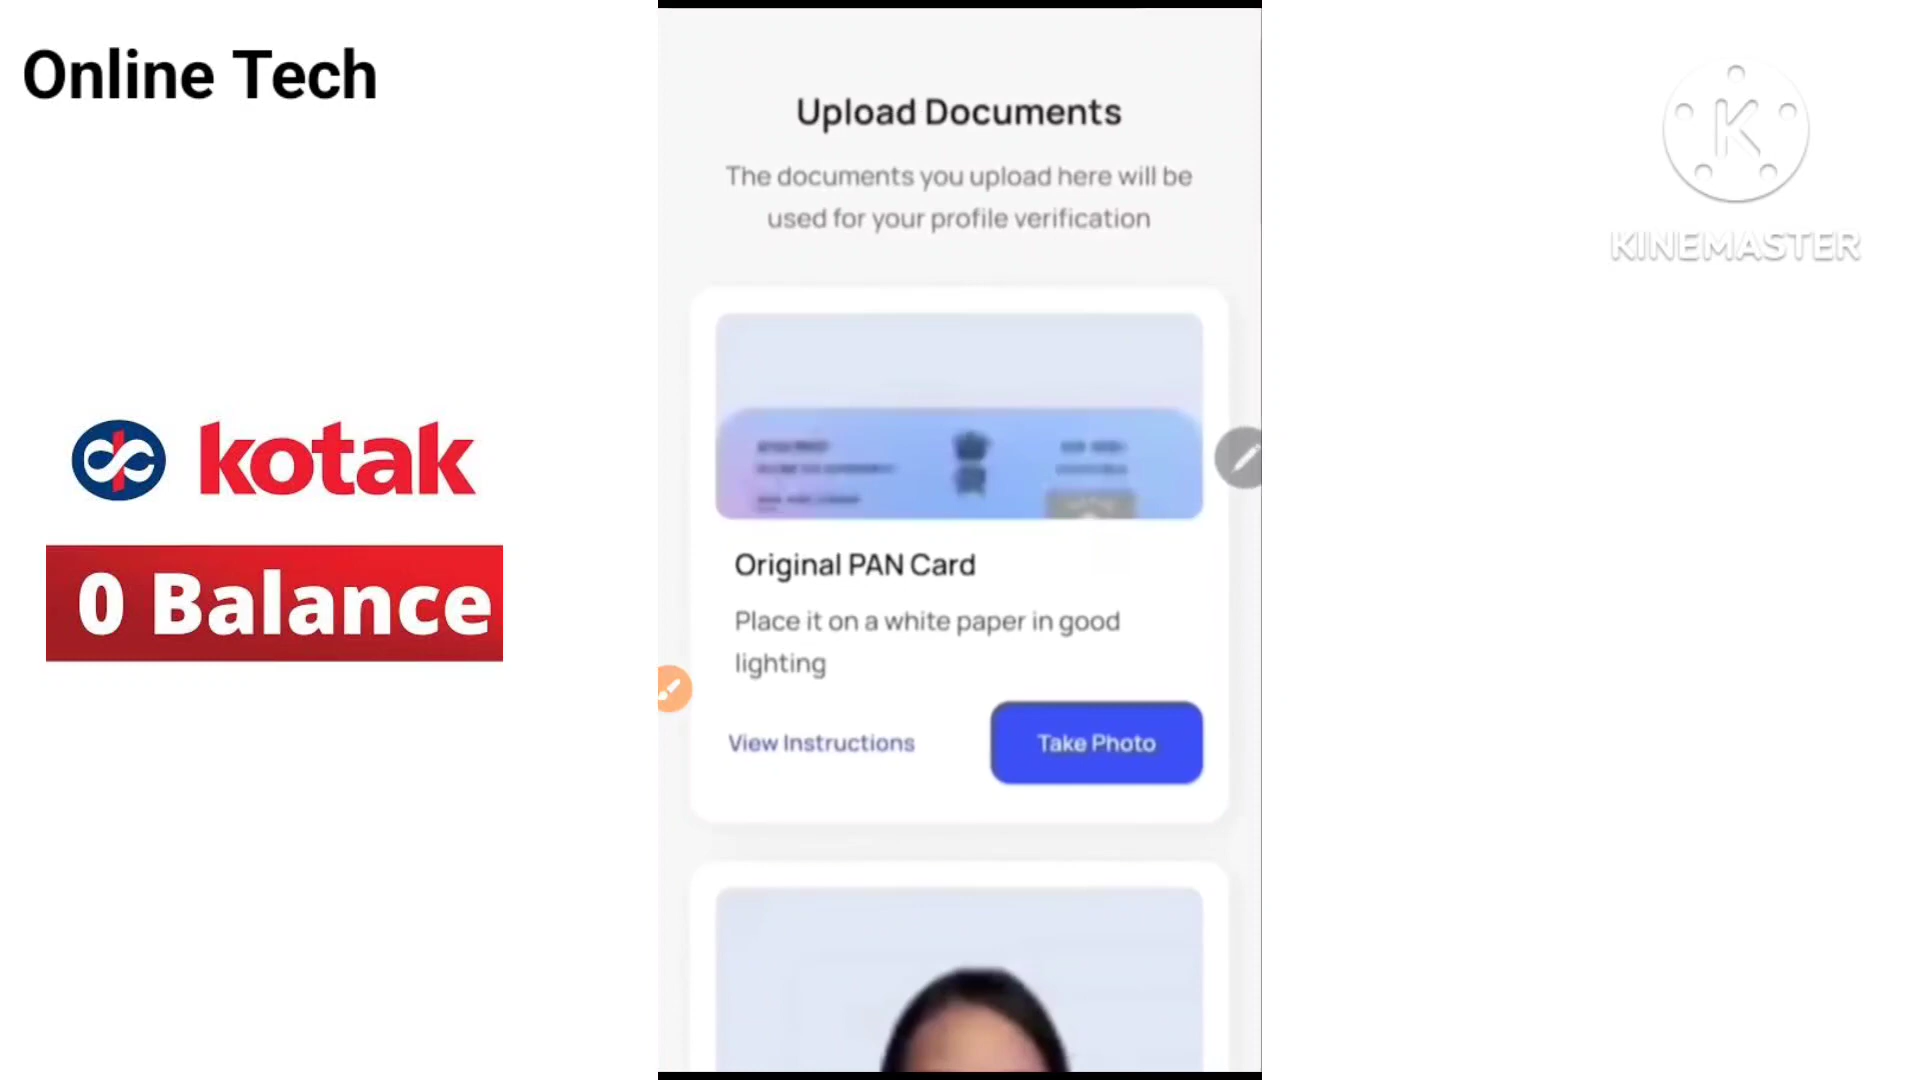 Online Tech
kotak
0 Balance
Upload Documents
The documents you upload here will be
used for your profile verification
Original PAN Card
Place it on a white paper in good
lighting
View Instructions
Take Photo
K
KINEMASTER